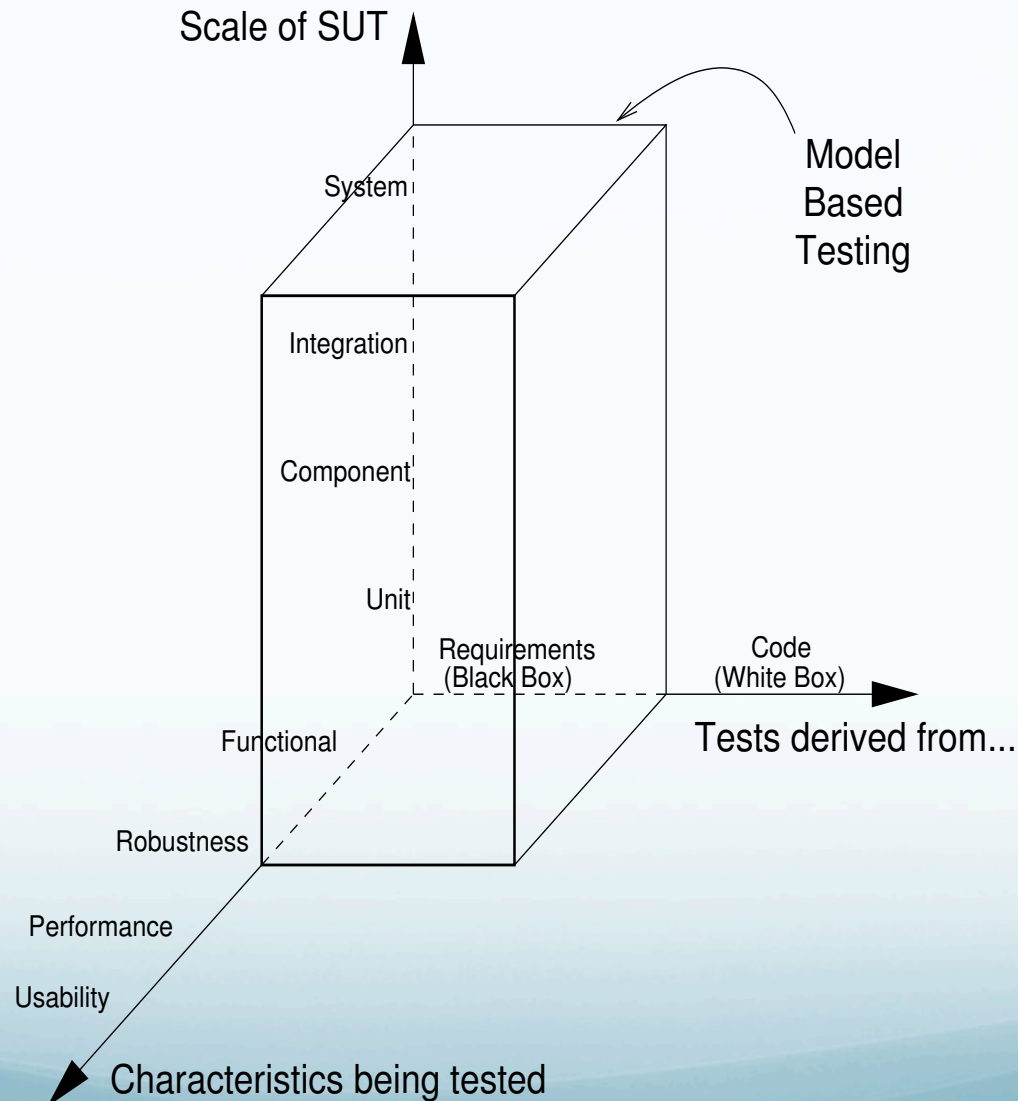 Scale of SUT
Model
Based
Testing
System
Integration
Component
Unit
Requirements
(Black Box)
Code
(White Box)
Tests derived from...
Functional
Robustness
Performance
Usability
Characteristics being tested